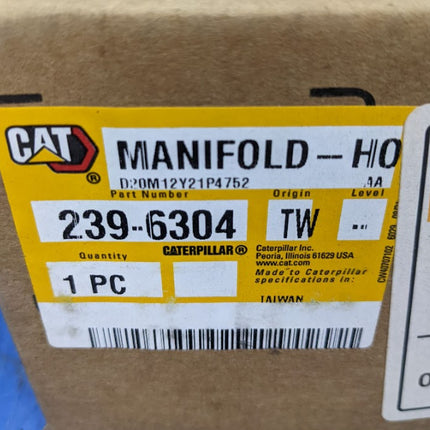 CAT
®
MANIFOLD--HO
D20M12Y21P4752
AA
Part Number
Origin
Level
239-6304
TW
Quantity
CATERPILLAR®
Caterpillar Inc.
Peoria, Illinois 61629 USA
www.cat.com
Made to Caterpillar
specifications in:
1 PC
TAIWAN